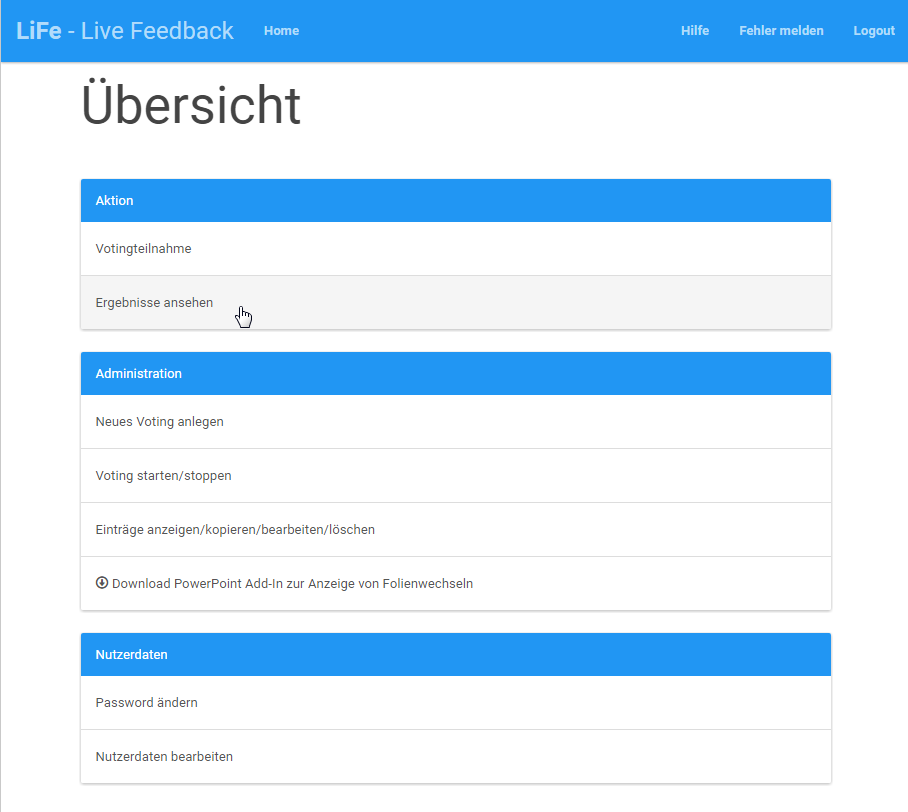 LiFe - Live Feedback Home Hilfe Fehler melden Logout
Übersicht
Aktion
Votingteilnahme
Ergebnisse ansehen
Administration
Neues Voting anlegen
Voting starten/stoppen
Einträge anzeigen/kopieren/bearbeiten/löschen
Download PowerPoint Add-In zur Anzeige von Folienwechseln
Nutzerdaten
Password ändern
Nutzerdaten bearbeiten